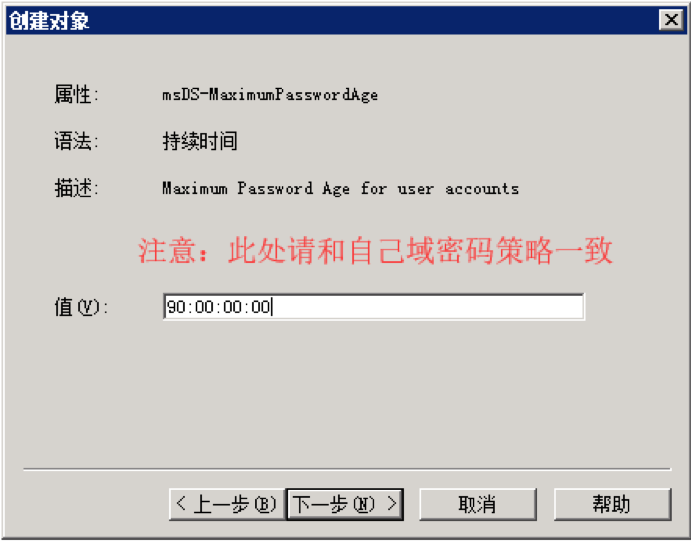 创建对象
属性: msDS-MaximumPasswordAge
语法: 持续时间
描述: Maximum Password Age for user accounts
注意：此处请和自己域密码策略一致
值(V): 90:00:00:00
< 上一步(B) 下一步(N) > 取消 帮助